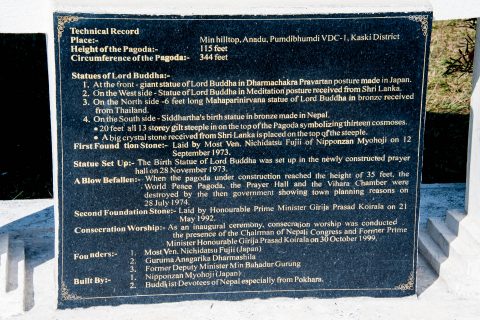 Technical Record
Place:- Min hilltop, Anadu, Pumdibhumdi VDC-1, Kaski District
Height of the Pagoda:- 115 feet
Circumference of the Pagoda:- 344 feet
Statues of Lord Buddha:-
1. At the front - giant statue of Lord Buddha in Dharmachakra Pravartan posture made in Japan.
2. On the West side - Statue of Lord Buddha in Meditation posture received from Shri Lanka.
3. On the North side -6 feet long Mahaparinirvana statue of Lord Buddha in bronze received
from Thailand.
4. On the South side - Siddhartha's birth statue in bronze made in Nepal.
• 20 feet all 13 storey gilt steeple in on the top of the Pagoda symbolizing thirteen cosmoses.
• A big crystal stone received from Shri Lanka is placed on the top of the steeple.
First Found tion Stone:- Laid by Most Ven. Nichidatsu Fujii of Nipponzan Myohoji on 12
September 1973.
Statue Set Up:- The Birth Statue of Lord Buddha was set up in the newly constructed prayer
hall on 28 November 1973.
A Blow Befallen:- When the pagoda under construction reached the height of 35 feet, the
World Peace Pagoda, the Prayer Hall and the Vihara Chamber were
destroyed by the then government showing town planning reasons on
28 July 1974.
Second Foundation Stone:- Laid by Honourable Prime Minister Girija Prasad Koirala on 21
May 1992.
Consecration Worship:- As an inaugural ceremony, consecration worship was conducted
the presence of the Chairman of Nepali Congress and Former Prime
Minister Honourable Girija Prasad Koirala on 30 October 1999.
Founders:- 1. Most Ven. Nichidatsu Fujii (Japan)
2. Guruma Anagarika Dharmashila
3. Former Deputy Minister Min Bahadur Gurung
Built By:- 1. Nipponzan Myohoji (Japan)
2. Buddhist Devotees of Nepal especially from Pokhara.